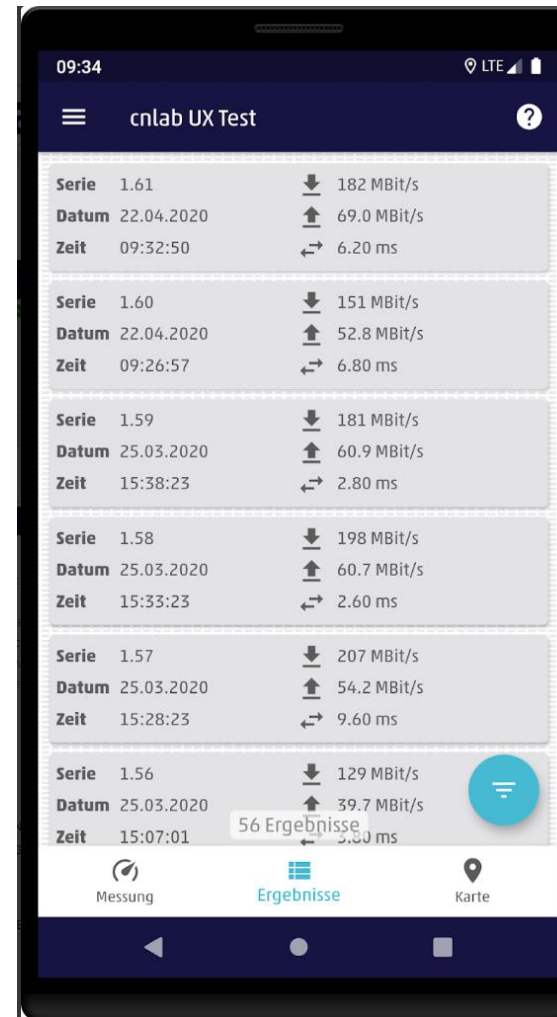 09:34 LTE
cnlab UX Test ?
Serie 1.61 182 MBit/s
Datum 22.04.2020 69.0 MBit/s
Zeit 09:32:50 6.20 ms
Serie 1.60 151 MBit/s
Datum 22.04.2020 52.8 MBit/s
Zeit 09:26:57 6.80 ms
Serie 1.59 181 MBit/s
Datum 25.03.2020 60.9 MBit/s
Zeit 15:38:23 2.80 ms
Serie 1.58 198 MBit/s
Datum 25.03.2020 60.7 MBit/s
Zeit 15:33:23 2.60 ms
Serie 1.57 207 MBit/s
Datum 25.03.2020 54.2 MBit/s
Zeit 15:28:23 9.60 ms
Serie 1.56 129 MBit/s
Datum 25.03.2020 39.7 MBit/s
Zeit 15:07:01 3.80 ms
56 Ergebnisse
Messung Ergebnisse Karte